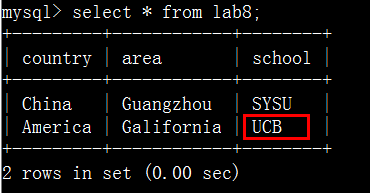 mysql> select * from lab8;
+---------+------------+--------+
| country | area | school |
+---------+------------+--------+
| China | Guangzhou | SYSU |
| America | Galifornia | UCB |
+---------+------------+--------+
2 rows in set (0.00 sec)